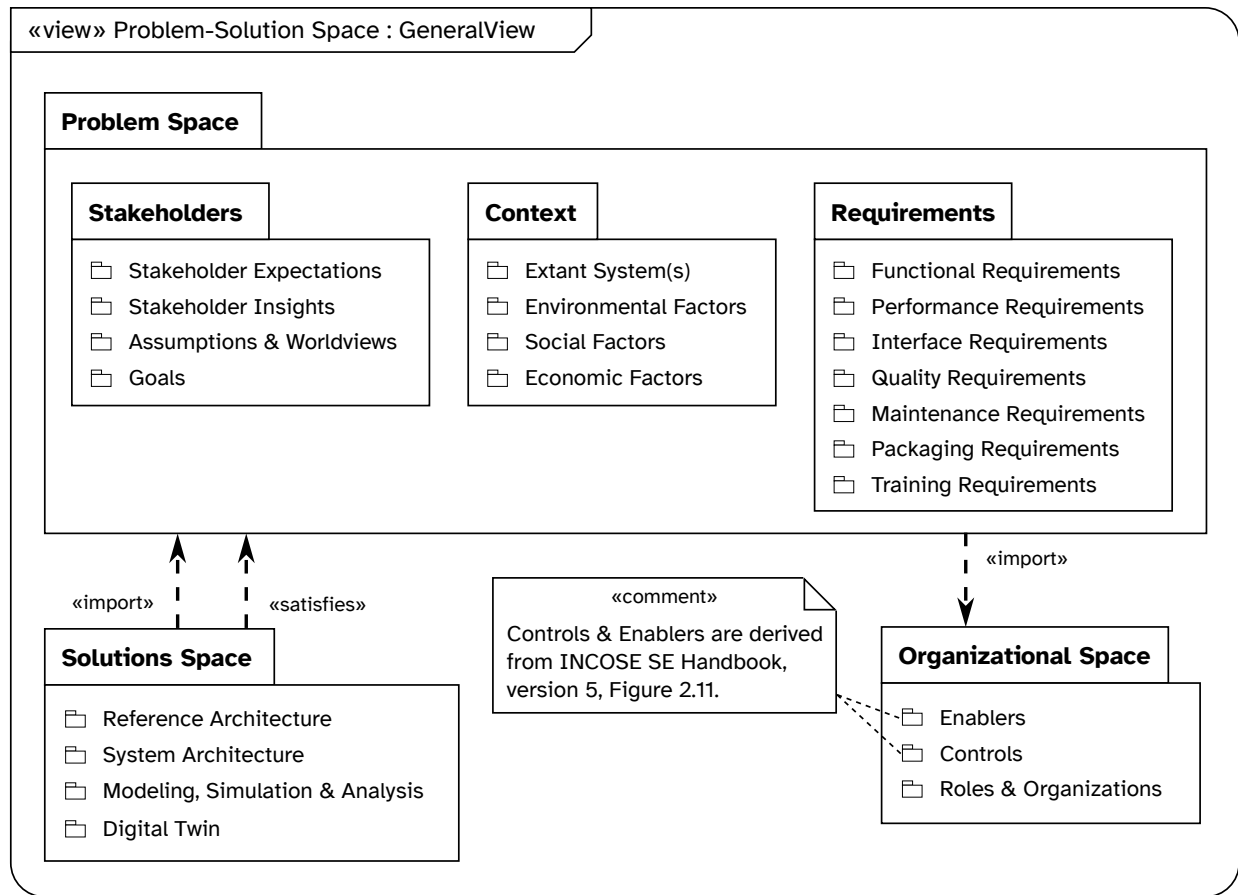 «view» Problem-Solution Space : GeneralView
Problem Space
Stakeholders
Stakeholder Expectations
Stakeholder Insights
Assumptions & Worldviews
Goals
Context
Extant System(s)
Environmental Factors
Social Factors
Economic Factors
Requirements
Functional Requirements
Performance Requirements
Interface Requirements
Quality Requirements
Maintenance Requirements
Packaging Requirements
Training Requirements
«import»
«satisfies»
«import»
Solutions Space
Reference Architecture
System Architecture
Modeling, Simulation & Analysis
Digital Twin
«comment»
Controls & Enablers are derived
from INCOSE SE Handbook,
version 5, Figure 2.11.
Organizational Space
Enablers
Controls
Roles & Organizations